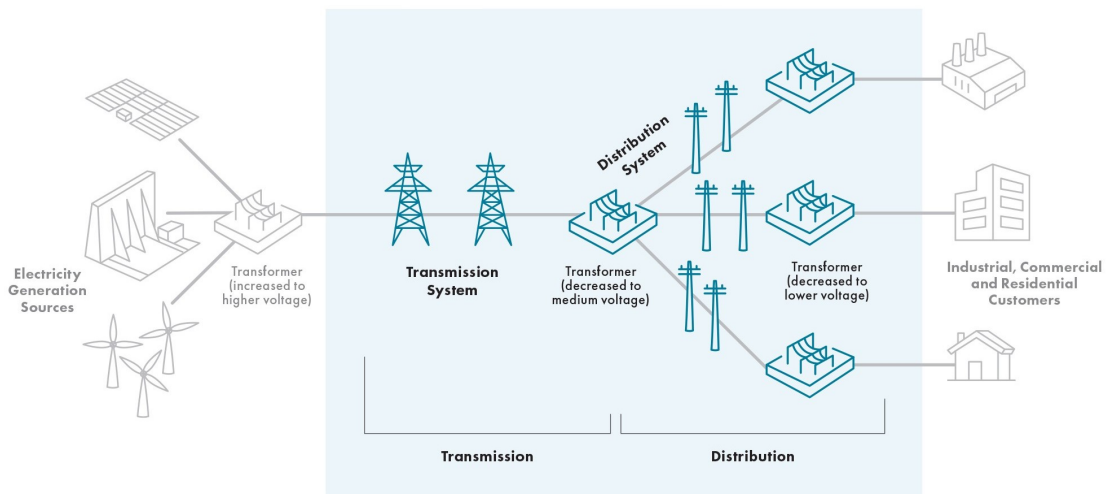 Distribution
System
Electricity
Generation
Sources
Transformer
(increased to
higher voltage)
Transmission
System
Transformer
(decreased to
medium voltage)
Transformer
(decreased to
lower voltage)
Industrial, Commercial
and Residential
Customers
Transmission
Distribution